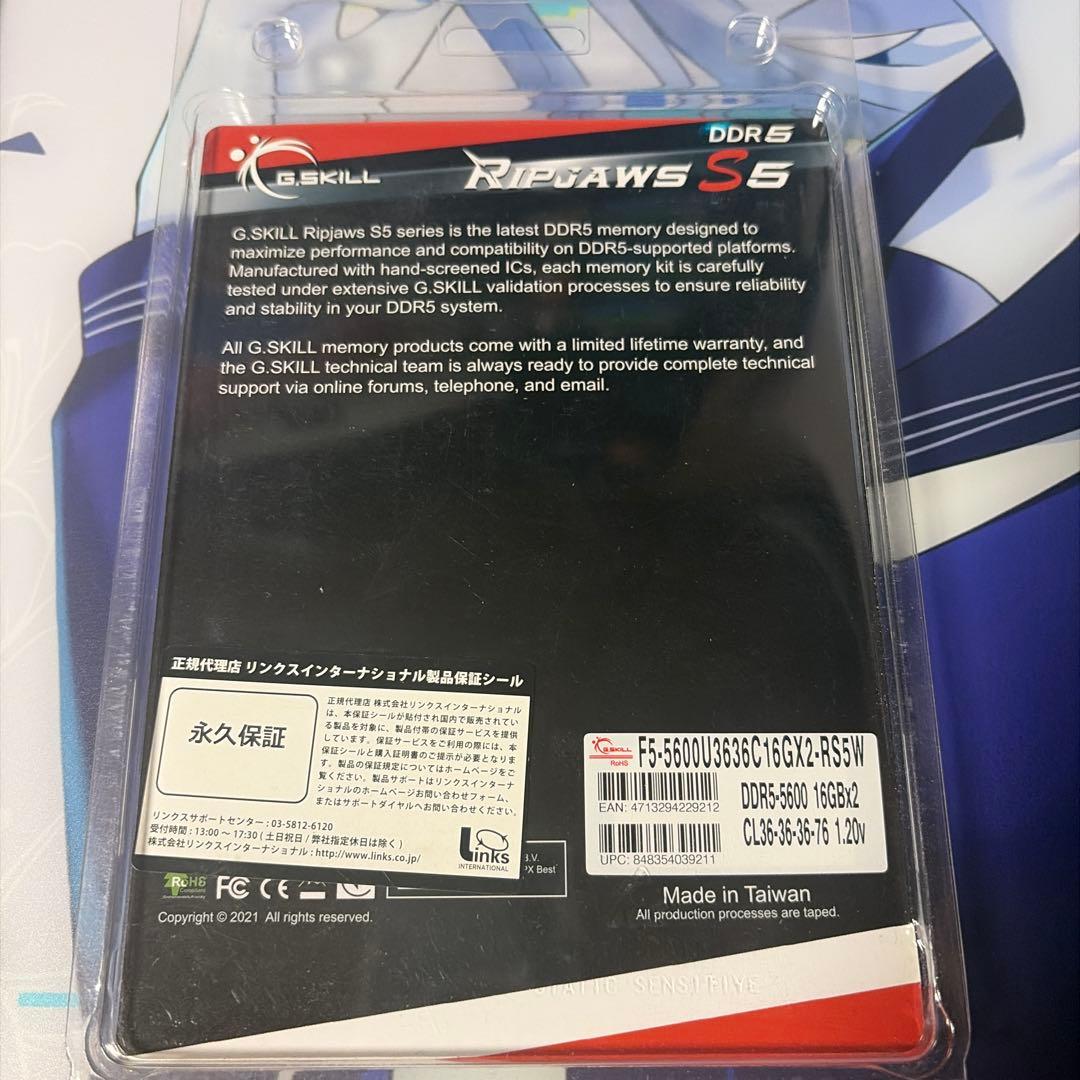 G.SKILL
DDR5
RIPJAWS S5
G.SKILL Ripjaws S5 series is the latest DDR5 memory designed to
maximize performance and compatibility on DDR5-supported platforms.
Manufactured with hand-screened ICs, each memory kit is carefully
tested under extensive G.SKILL validation processes to ensure reliability
and stability in your DDR5 system.
All G.SKILL memory products come with a limited lifetime warranty, and
the G.SKILL technical team is always ready to provide complete technical
support via online forums, telephone, and email.
正規代理店 リンクスインターナショナル製品保証シール
永久保証
正規代理店 株式会社リンクスインターナショナル
は、本保証シールが貼付され国内で販売されてい
る製品を対象に、製品付帯の保証サービスを提供
しています。保証サービスをご利用の際には、本
保証シールと購入証明書のご提示が必要となりま
す。製品の保証規定についてはホームページをご
覧ください。製品サポートはリンクスインターナ
ショナルのホームページお問い合わせフォーム、
またはサポートダイヤルへお問い合わせください。
リンクスサポートセンター : 03-5812-6120
受付時間 : 13:00 ～ 17:30 ( 土日祝日 / 弊社指定休日は除く )
株式会社リンクスインターナショナル : http://www.links.co.jp/
Links
INTERNATIONAL
G.SKILL
RoHS
F5-5600U3636C16GX2-RS5W
EAN: 4713294229212
DDR5-5600 16GBx2
CL36-36-36-76 1.20v
UPC: 848354039211
B.V.
PX Best
RoHS
Compliant
FC CE
Copyright © 2021 All rights reserved.
Made in Taiwan
All production processes are taped.
STATIC SENSITIVE